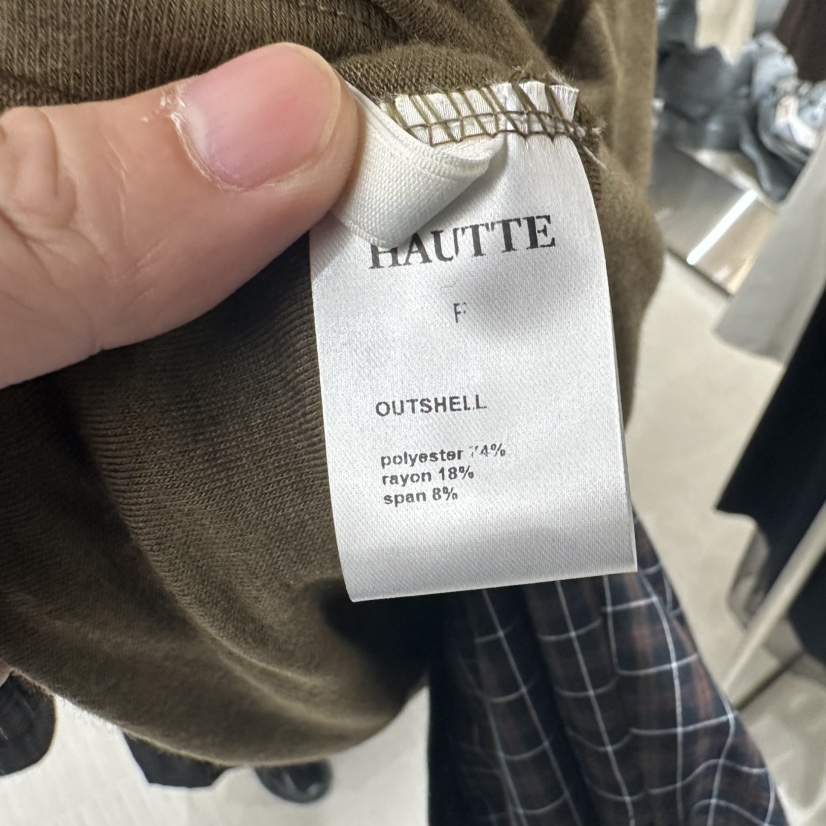 HAUTTE
F
OUTSHELL
polyester 74%
rayon 18%
span 8%